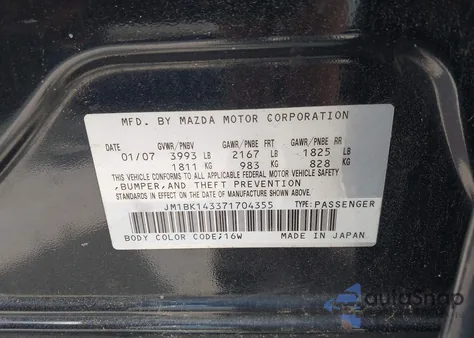 MFD. BY MAZDA MOTOR CORPORATION
DATE GVWR/PNBV GAWR/PNBE FRT GAWR/PNBE RR
01/07 3993 LB 2167 LB 1825 LB
1811 KG 983 KG 828 KG
THIS VEHICLE CONFORMS TO ALL APPLICABLE FEDERAL MOTOR VEHICLE SAFETY
,BUMPER,AND THEFT PREVENTION
STANDARDS IN EFFECT ON THE DATE OF MANUFACTURE SHOWN ABOVE.
JM1BK143371704355 TYPE:PASSENGER
BODY COLOR CODE;16W MADE IN JAPAN
autoSnap